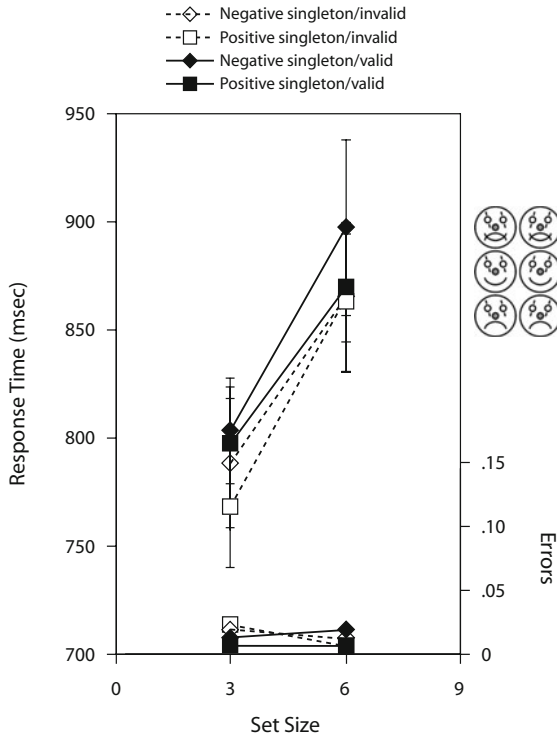 Negative singleton/invalid
Positive singleton/invalid
Negative singleton/valid
Positive singleton/valid
950
900
850
800
750
700
Response Time (msec)
.15
.10
.05
0
Errors
0 3 6 9
Set Size